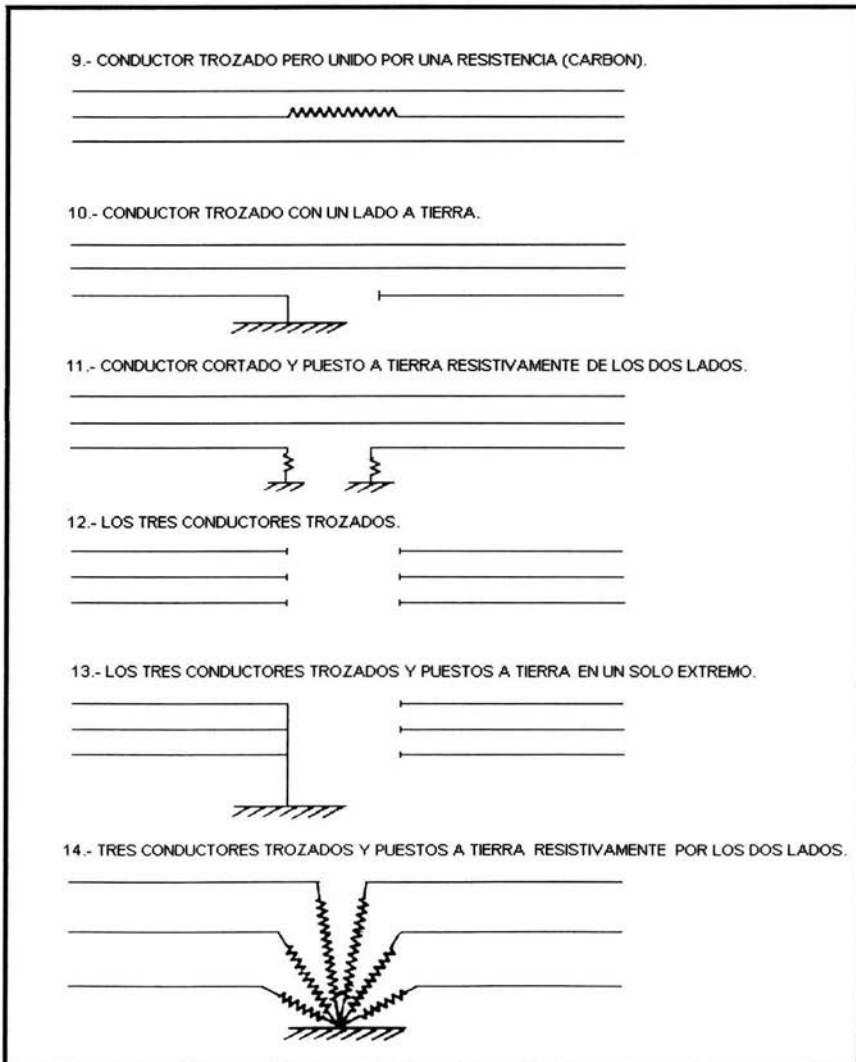 9.- CONDUCTOR TROZADO PERO UNIDO POR UNA RESISTENCIA (CARBON).
10.- CONDUCTOR TROZADO CON UN LADO A TIERRA.
11.- CONDUCTOR CORTADO Y PUESTO A TIERRA RESISTIVAMENTE DE LOS DOS LADOS.
12.- LOS TRES CONDUCTORES TROZADOS.
13.- LOS TRES CONDUCTORES TROZADOS Y PUESTOS A TIERRA EN UN SOLO EXTREMO.
14.- TRES CONDUCTORES TROZADOS Y PUESTOS A TIERRA RESISTIVAMENTE POR LOS DOS LADOS.